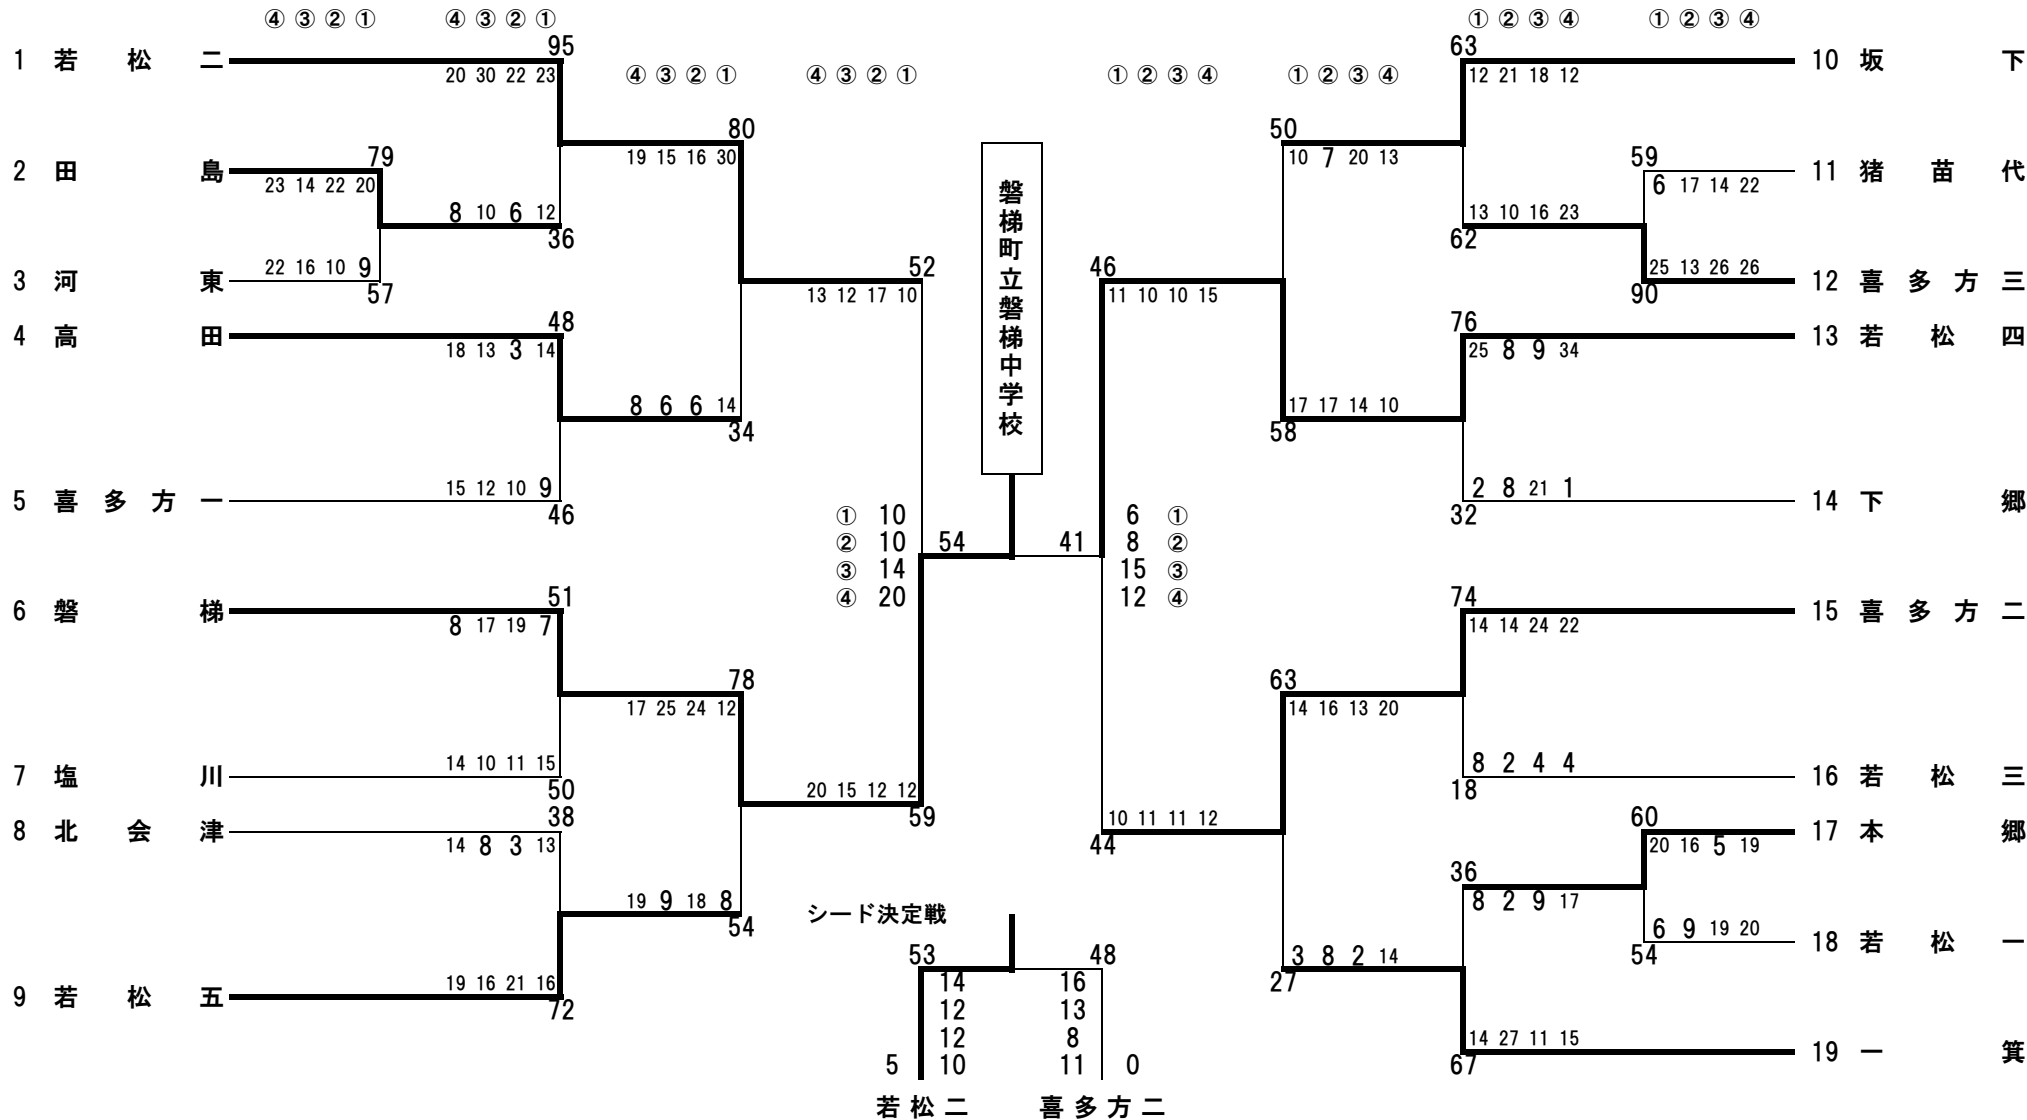 ④ ③ ② ① ④ ③ ② ① ① ② ③ ④ ① ② ③ ④
95 63
1 若松二 10 坂下
20 30 22 23 ④ ③ ② ① ④ ③ ② ① ① ② ③ ④ ① ② ③ ④ 12 21 18 12
80 50
79 19 15 16 30 10 7 20 13 59
2 田島 11 猪苗代
23 14 22 20 6 17 14 22
8 10 6 12 13 10 16 23
36 62
22 16 10 9 52 46 25 13 26 26
3 河東 12 喜多方三
57 13 12 17 10 11 10 10 15 90
48 76
4 高田 13 若松四
18 13 3 14 25 8 9 34
8 6 6 14 17 17 14 10
34 58
磐梯町立磐梯中学校
15 12 10 9 2 8 21 1
5 喜多方一 14 下郷
46 32
① 10 6 ①
② 10 54 41 8 ②
③ 14 15 ③
④ 20 12 ④
51 74
6 磐梯 15 喜多方二
8 17 19 7 14 14 24 22
78 63
17 25 24 12 14 16 13 20
14 10 11 15 8 2 4 4
7 塩川 16 若松三
50 18
20 15 12 12 10 11 11 12
38 59 44 60
8 北会津 17 本郷
14 8 3 13 20 16 5 19
36
19 9 18 8 8 2 9 17
54 シード決定戦 6 9 19 20
18 若松一
53 48 3 8 2 14 54
14 16 27
19 16 21 16
9 若松五
72 12 13
12 8 14 27 11 15
19 一箕
5 10 11 0 67
若松二 喜多方二